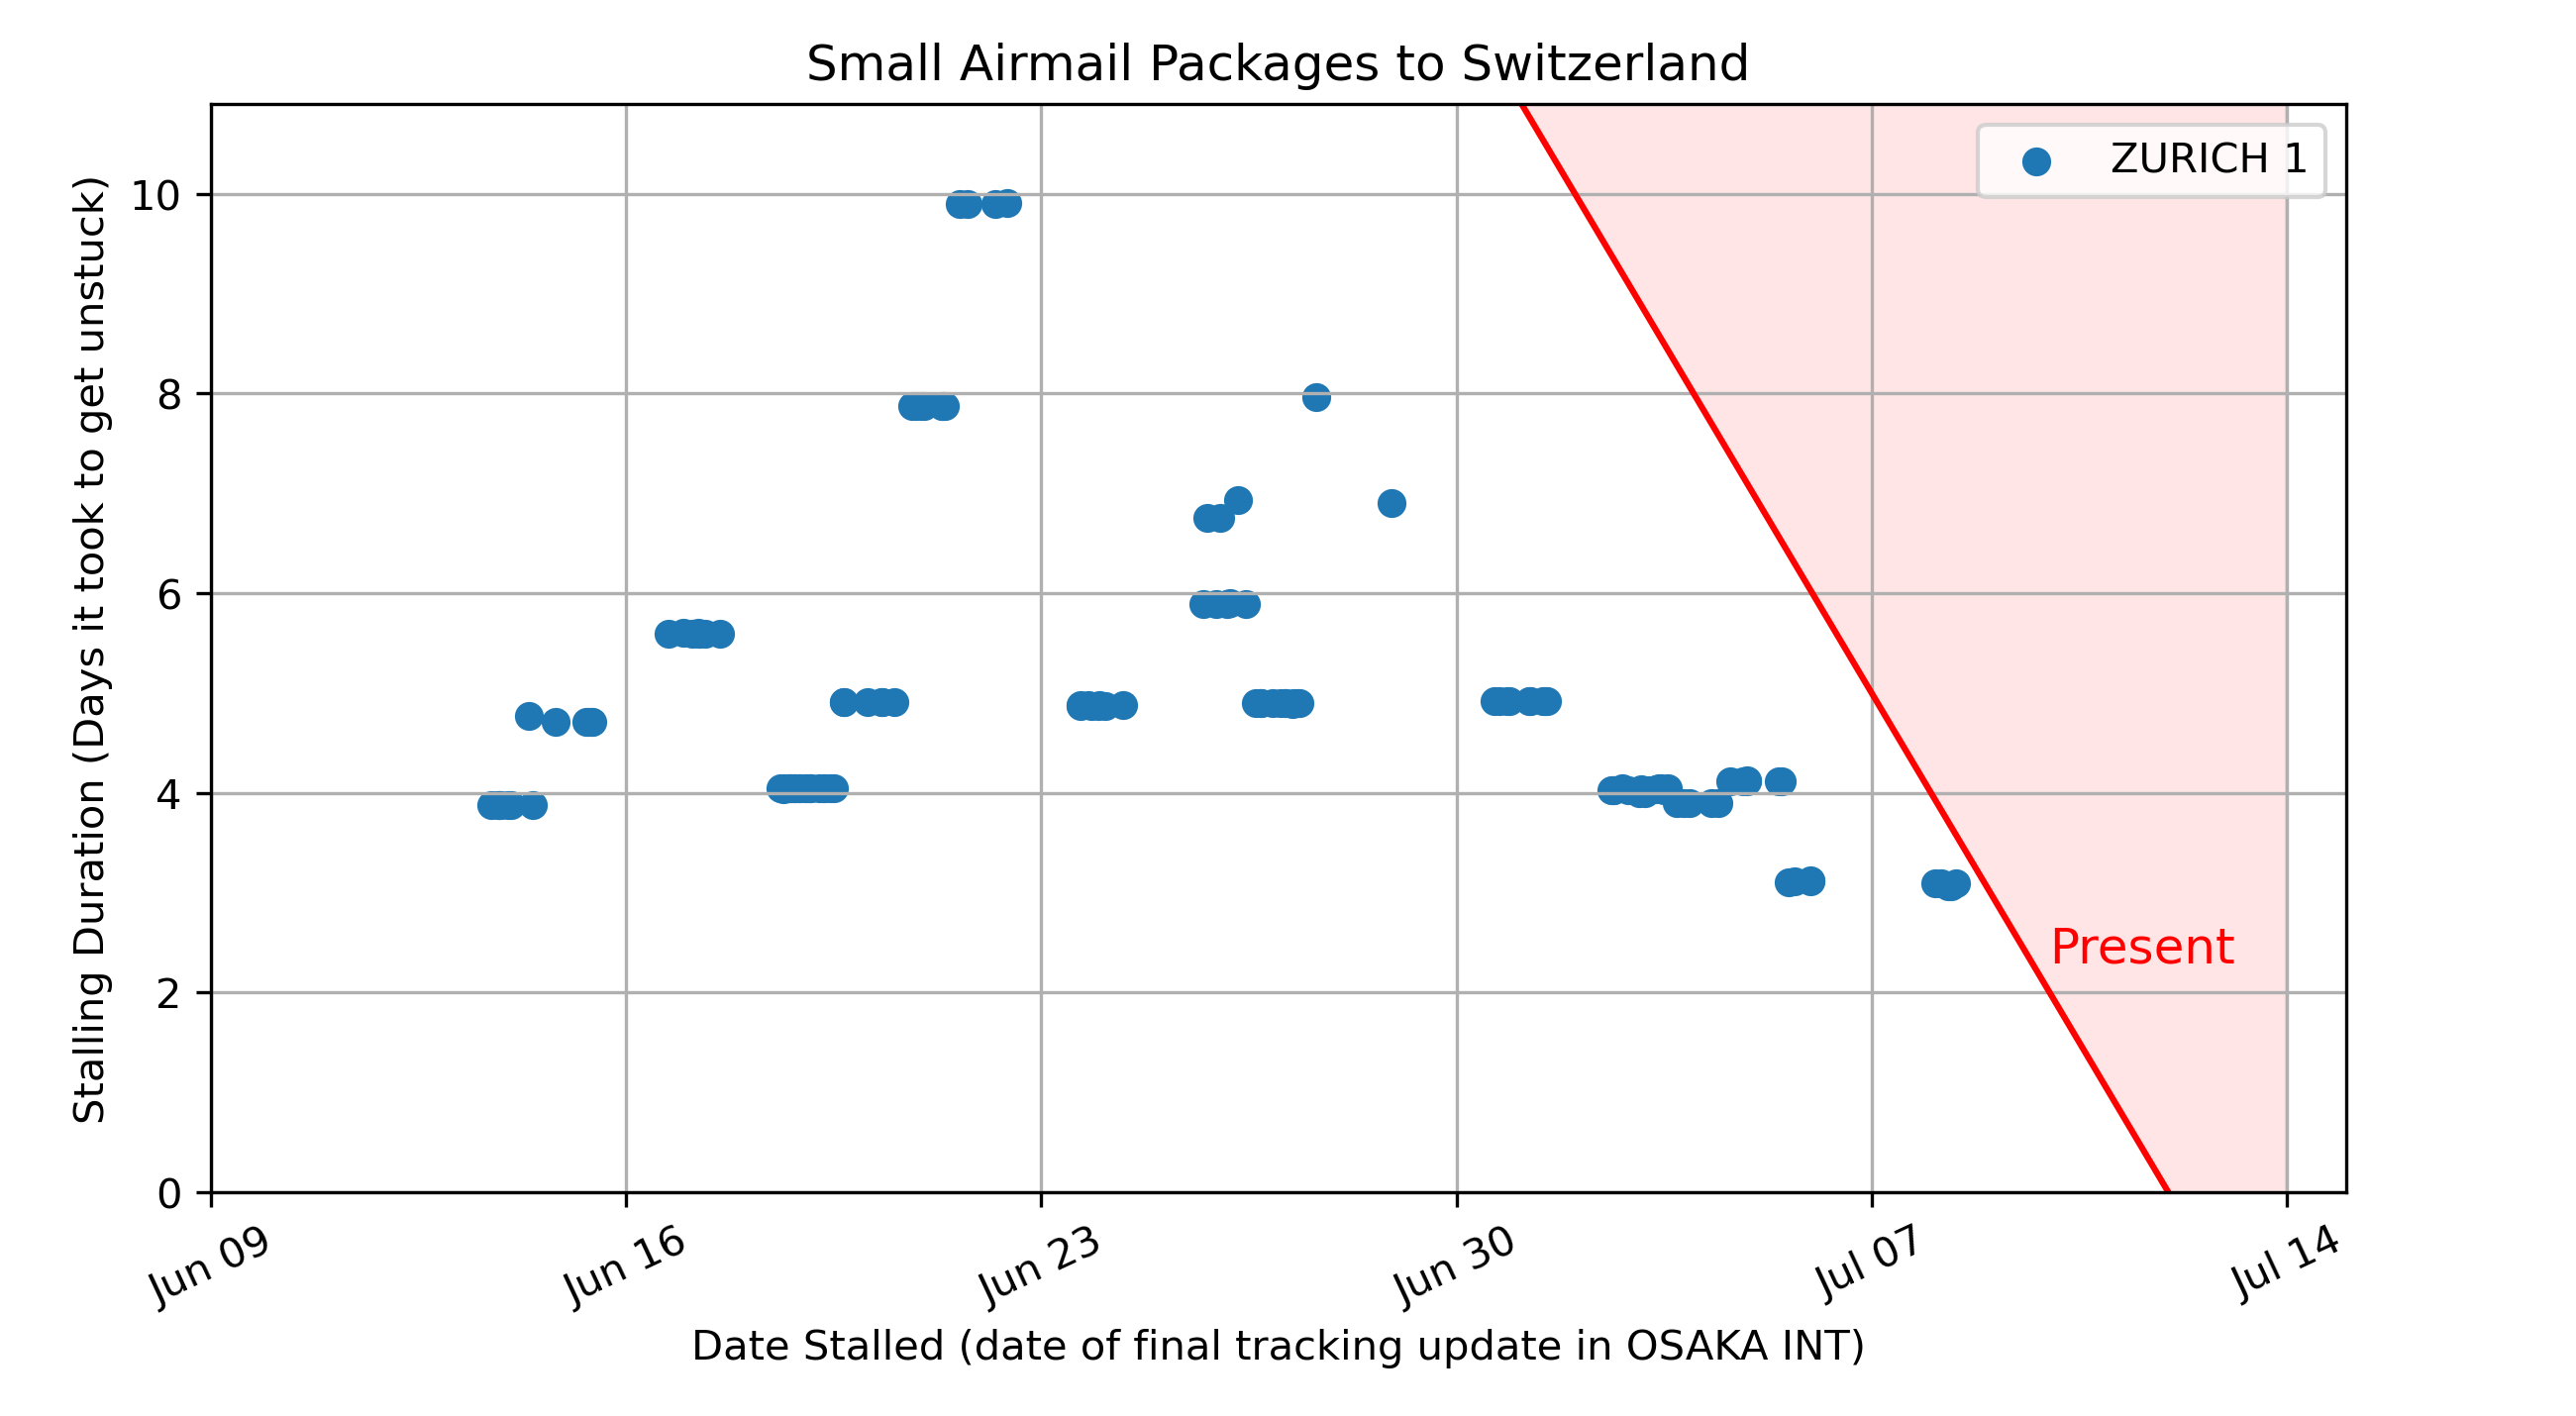 Small Airmail Packages to Switzerland
ZURICH 1
Stalling Duration (Days it took to get unstuck)
10
8
6
4
2
0
Present
Jun 09
Jun 16
Jun 23
Jun 30
Jul 07
Jul 14
Date Stalled (date of final tracking update in OSAKA INT)